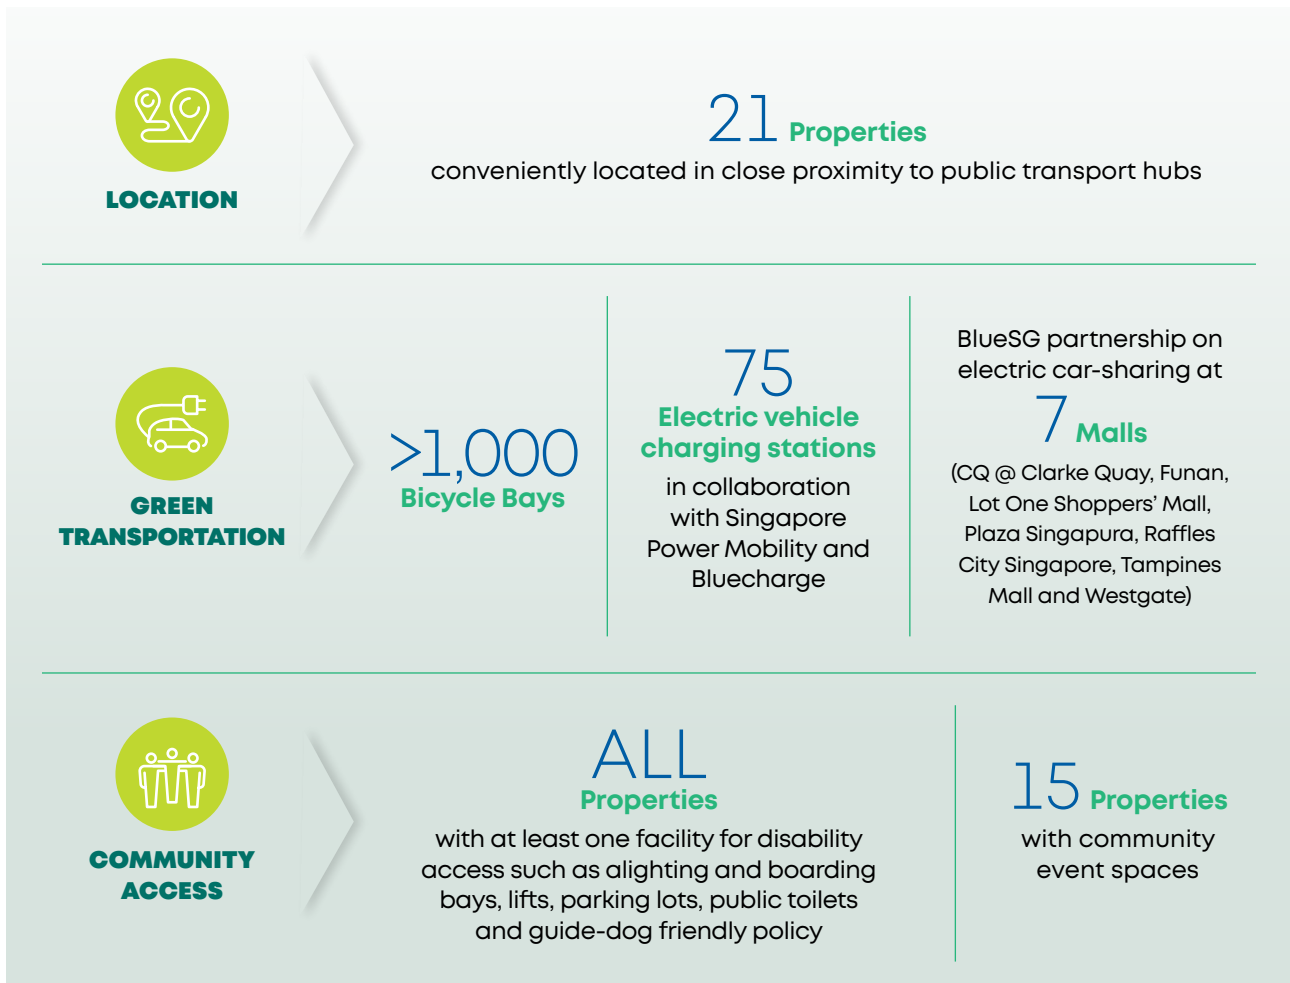 LOCATION
21 Properties
conveniently located in close proximity to public transport hubs
GREEN
TRANSPORTATION
>1,000
Bicycle Bays
75
Electric vehicle
charging stations
in collaboration
with Singapore
Power Mobility and
Bluecharge
BlueSG partnership on
electric car-sharing at
7 Malls
(CQ @ Clarke Quay, Funan,
Lot One Shoppers’ Mall,
Plaza Singapura, Raffles
City Singapore, Tampines
Mall and Westgate)
COMMUNITY
ACCESS
ALL
Properties
with at least one facility for disability
access such as alighting and boarding
bays, lifts, parking lots, public toilets
and guide-dog friendly policy
15 Properties
with community
event spaces